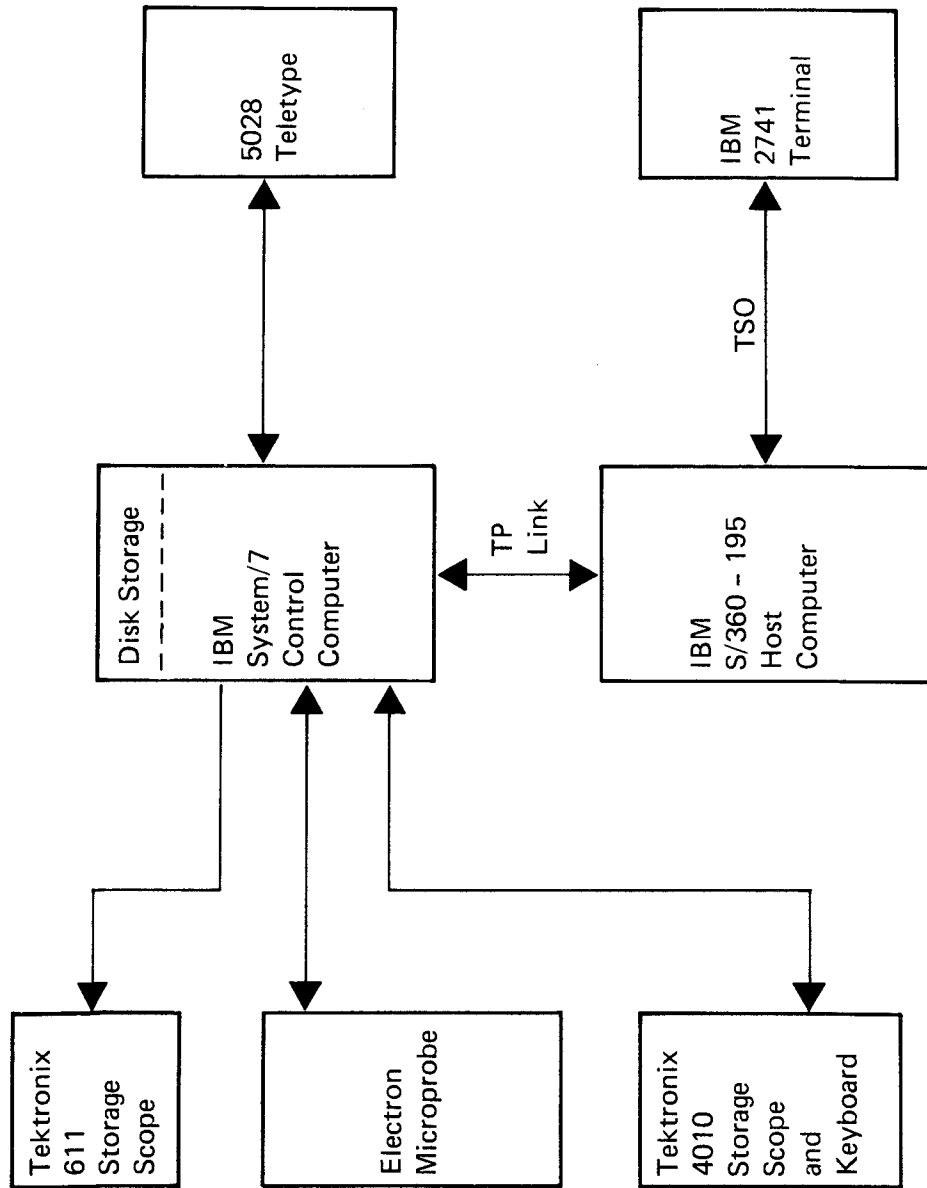 Tektronix
611
Storage
Scope
Electron
Microprobe
Tektronix
4010
Storage
Scope
and
Keyboard
Disk Storage
IBM
System/7
Control
Computer
TP
Link
IBM
S/360 – 195
Host
Computer
5028
Teletype
TSO
IBM
2741
Terminal